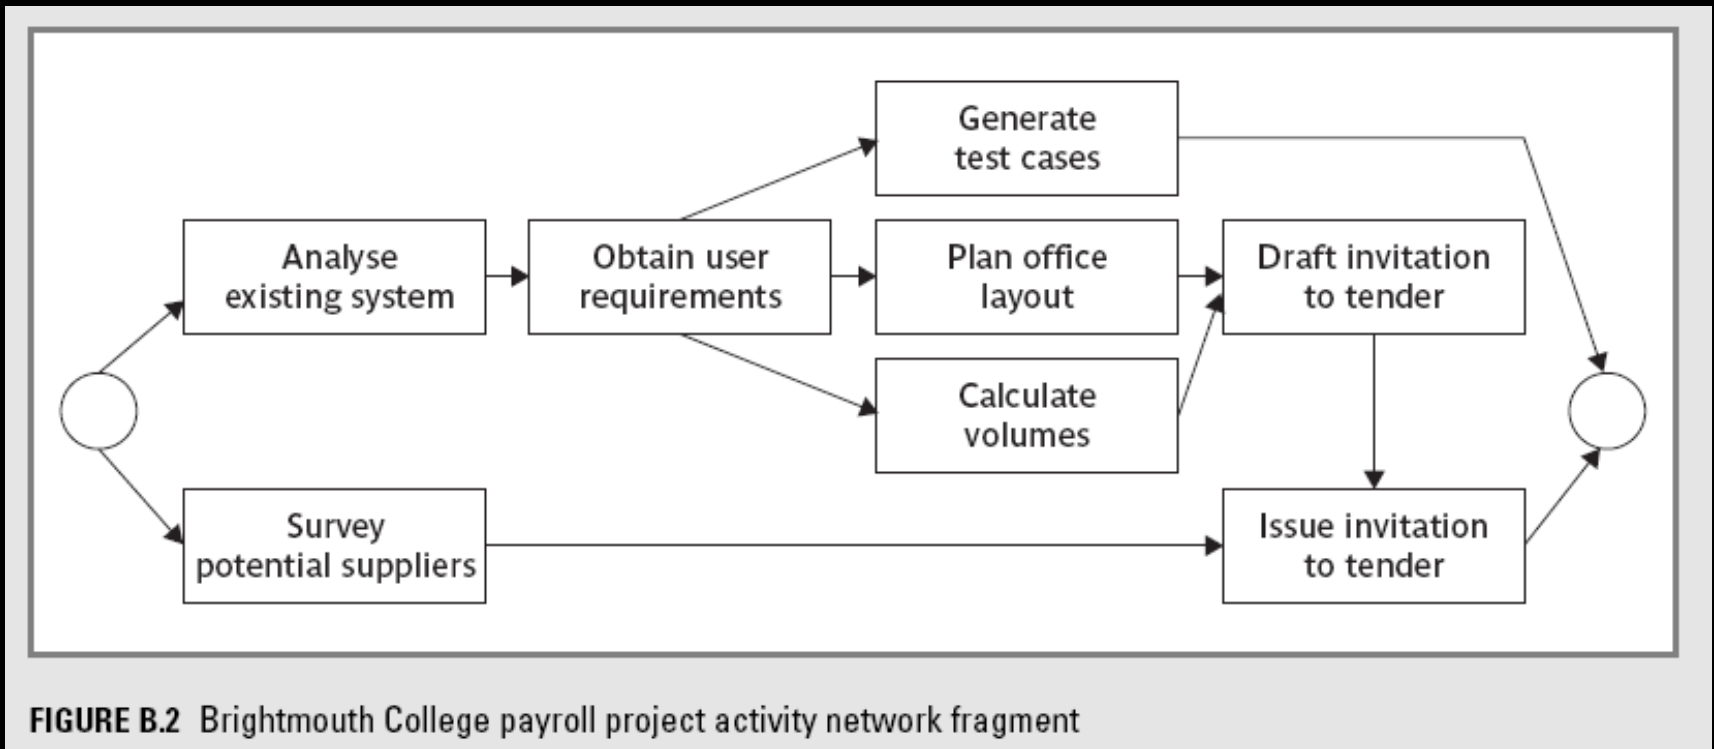 Generate
test cases
Analyse
existing system
Obtain user
requirements
Plan office
layout
Draft invitation
to tender
Calculate
volumes
Survey
potential suppliers
Issue invitation
to tender
FIGURE B.2 Brightmouth College payroll project activity network fragment